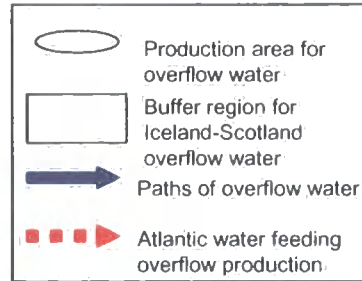 Production area for
overflow water
Buffer region for
Iceland-Scotland
overflow water
Paths of overflow water
Atlantic water feeding
overflow production